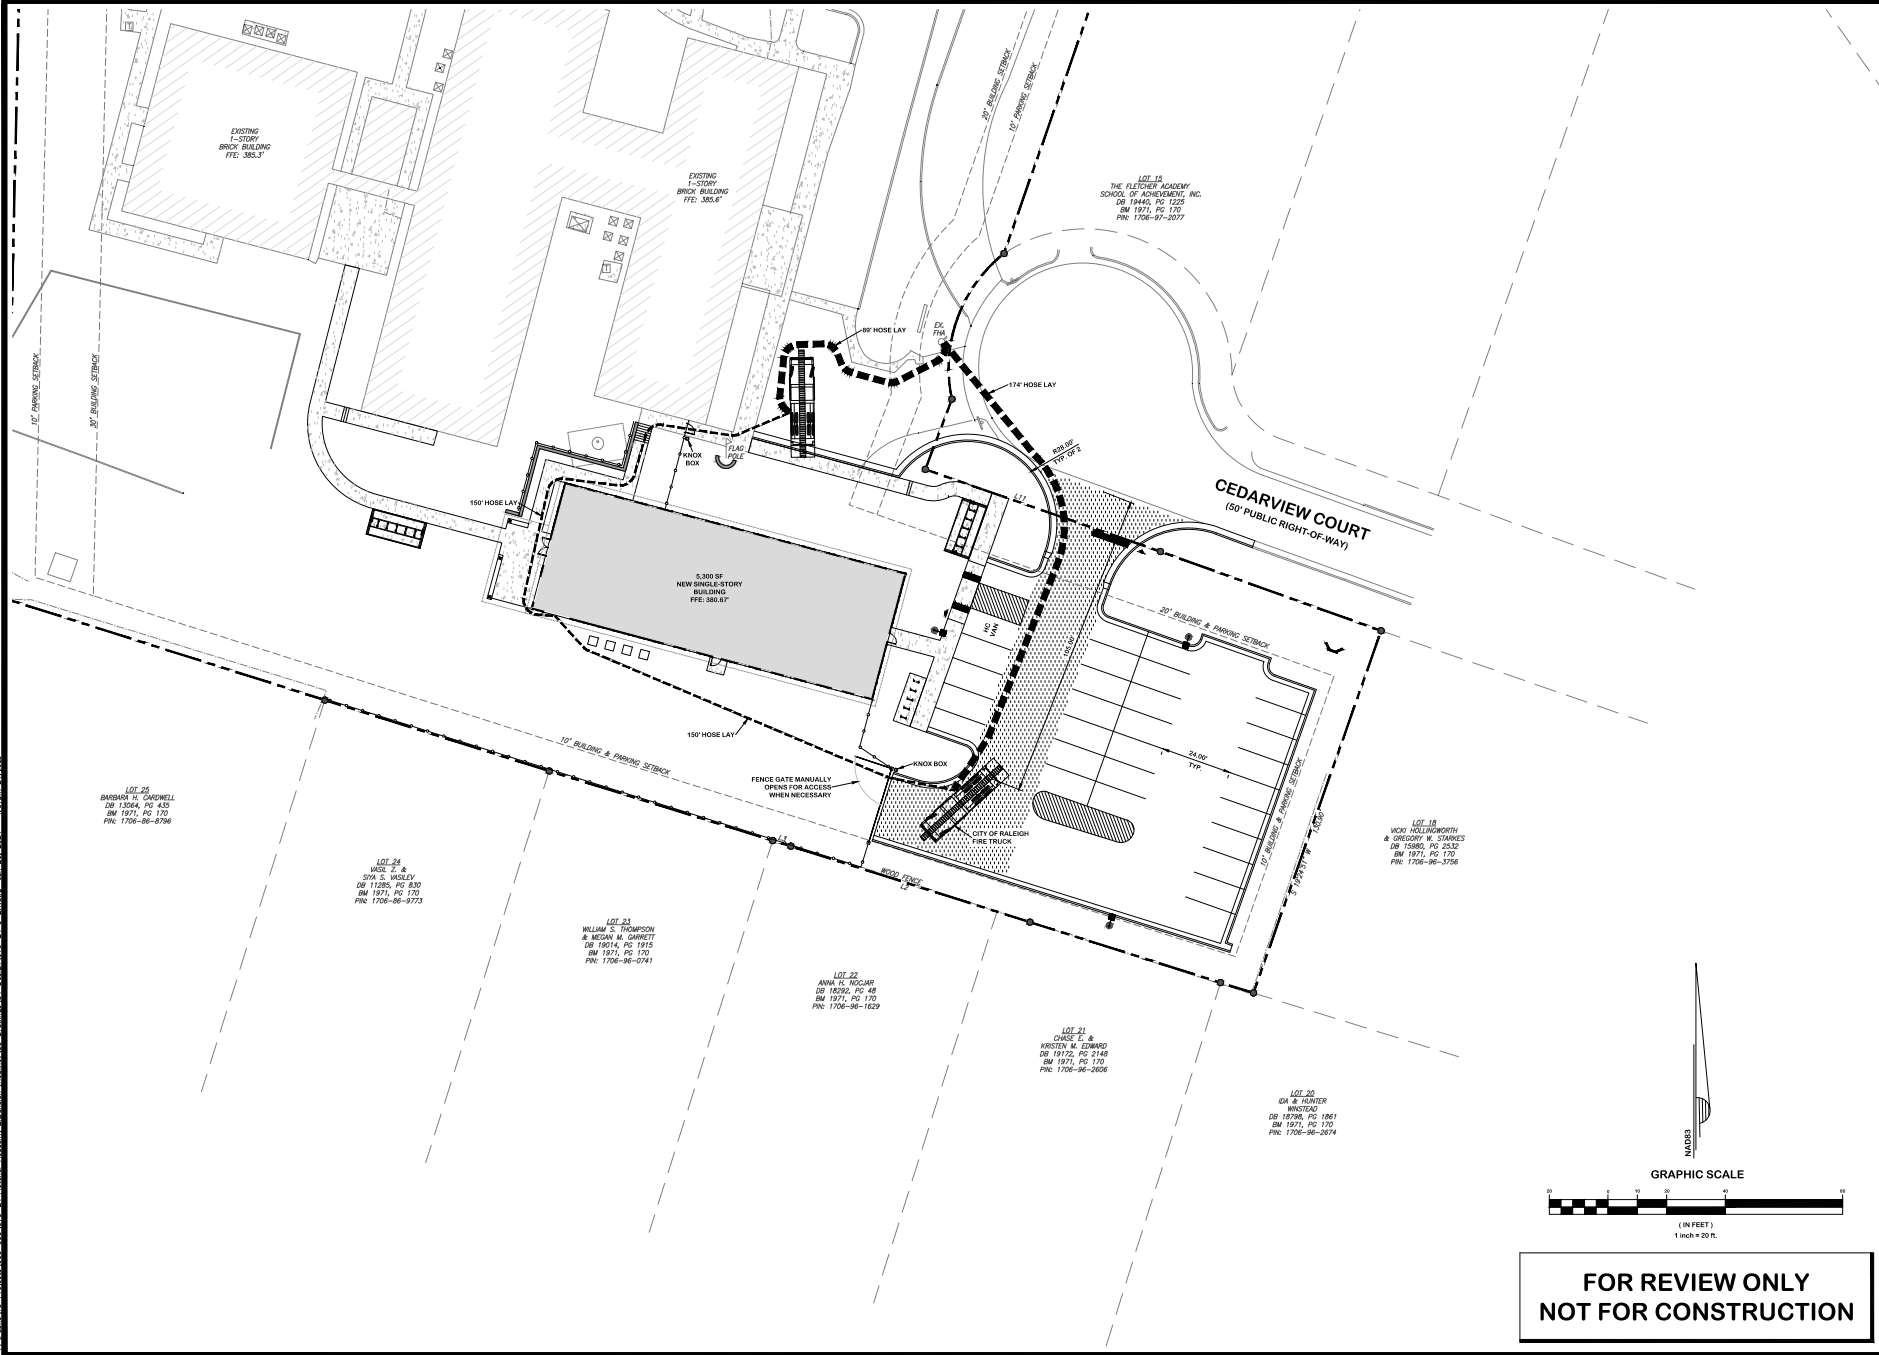 EXISTING
1-STORY
BRICK BUILDING
FFE: 385.3'
EXISTING
1-STORY
BRICK BUILDING
FFE: 385.6'
20' BUILDING SETBACK
10' PARKING SETBACK
LOT 15
THE FLETCHER ACADEMY
SCHOOL OF ACHIEVEMENT, INC.
DB 19440, PG 1225
BM 1971, PG 170
PIN: 1706-97-2077
10' PARKING SETBACK
30' BUILDING SETBACK
89' HOSE LAY
EX.
FHA
174' HOSE LAY
R28.00'
TYP. OF 2
KNOX
BOX
FLAG
POLE
150' HOSE LAY
L11
CEDARVIEW COURT
(50' PUBLIC RIGHT-OF-WAY)
5,300 SF
NEW SINGLE-STORY
BUILDING
FFE: 380.67'
HC
VAN
105.00'
20' BUILDING & PARKING SETBACK
150' HOSE LAY
10' BUILDING & PARKING SETBACK
KNOX BOX
FENCE GATE MANUALLY
OPENS FOR ACCESS
WHEN NECESSARY
24.00'
TYP.
10' BUILDING & PARKING SETBACK
S 19°24'51" W 130.90'
CITY OF RALEIGH
FIRE TRUCK
L3
WOOD FENCE
L2
LOT 25
BARBARA H. CARDWELL
DB 13064, PG 435
BM 1971, PG 170
PIN: 1706-86-8796
LOT 24
VASIL Z. &
SIYA S. VASILEV
DB 11285, PG 830
BM 1971, PG 170
PIN: 1706-86-9773
LOT 23
WILLIAM S. THOMPSON
& MEGAN M. GARRETT
DB 19014, PG 1915
BM 1971, PG 170
PIN: 1706-96-0741
LOT 22
ANNA H. NOCJAR
DB 18292, PG 48
BM 1971, PG 170
PIN: 1706-96-1629
LOT 21
CHASE E. &
KRISTEN M. EDWARD
DB 19172, PG 2148
BM 1971, PG 170
PIN: 1706-96-2606
LOT 20
IDA & HUNTER
WINSTEAD
DB 18798, PG 1861
BM 1971, PG 170
PIN: 1706-96-2674
LOT 18
VICKI HOLLINGWORTH
& GREGORY W. STARKES
DB 15980, PG 2532
BM 1971, PG 170
PIN: 1706-96-3756
NAD83
GRAPHIC SCALE
20 0 10 20 40 80
( IN FEET )
1 inch = 20 ft.
FOR REVIEW ONLY
NOT FOR CONSTRUCTION